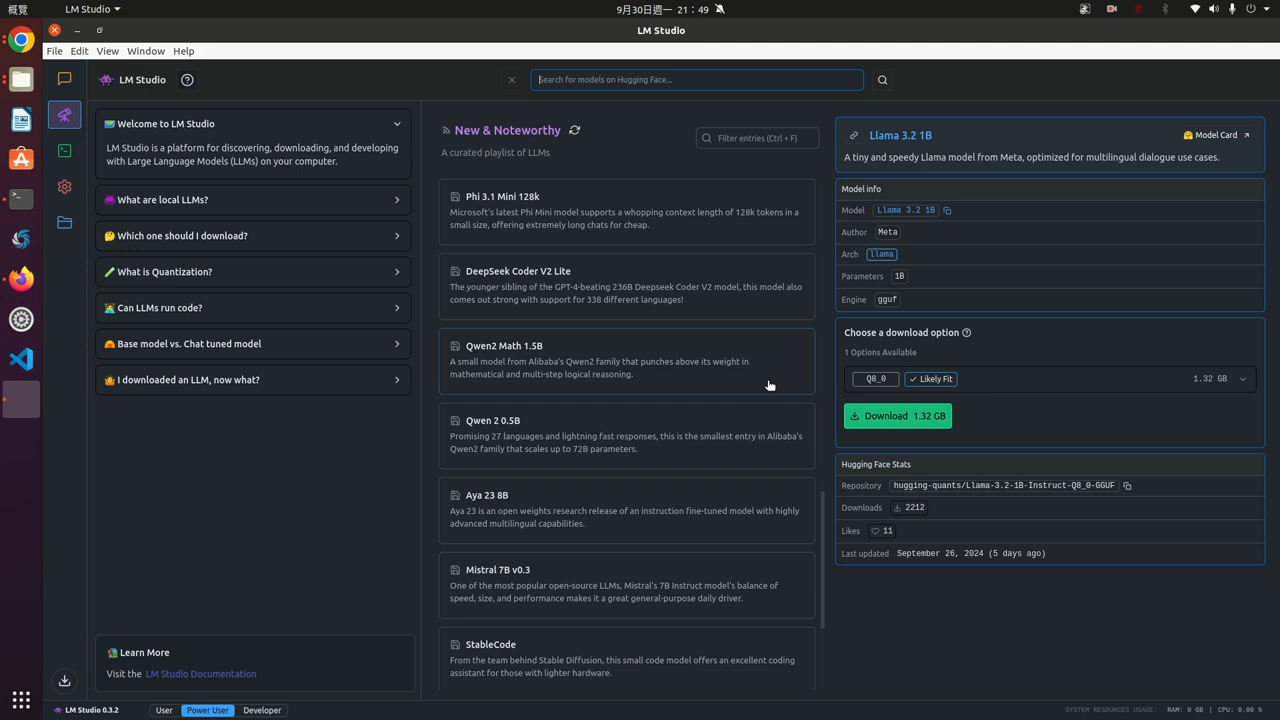 概覽
LM Studio
9月30日週一 21：49
LM Studio
File Edit View Window Help
LM Studio
Search for models on Hugging Face...
Welcome to LM Studio
LM Studio is a platform for discovering, downloading, and developing
with Large Language Models (LLMs) on your computer.
What are local LLMs?
Which one should I download?
What is Quantization?
Can LLMs run code?
Base model vs. Chat tuned model
I downloaded an LLM, now what?
Learn More
Visit the LM Studio Documentation
New & Noteworthy
Filter entries (Ctrl + F)
A curated playlist of LLMs
Phi 3.1 Mini 128k
Microsoft's latest Phi Mini model supports a whopping context length of 128k tokens in a
small size, offering extremely long chats for cheap.
DeepSeek Coder V2 Lite
The younger sibling of the GPT-4-beating 236B Deepseek Coder V2 model, this model also
comes out strong with support for 338 different languages!
Qwen2 Math 1.5B
A small model from Alibaba's Qwen2 family that punches above its weight in
mathematical and multi-step logical reasoning.
Qwen 2 0.5B
Promising 27 languages and lightning fast responses, this is the smallest entry in Alibaba's
Qwen2 family that scales up to 72B parameters.
Aya 23 8B
Aya 23 is an open weights research release of an instruction fine-tuned model with highly
advanced multilingual capabilities.
Mistral 7B v0.3
One of the most popular open-source LLMs, Mistral's 7B Instruct model's balance of
speed, size, and performance makes it a great general-purpose daily driver.
StableCode
From the team behind Stable Diffusion, this small code model offers an excellent coding
assistant for those with lighter hardware.
Llama 3.2 1B
Model Card
A tiny and speedy Llama model from Meta, optimized for multilingual dialogue use cases.
Model info
Model Llama 3.2 1B
Author Meta
Arch llama
Parameters 1B
Engine gguf
Choose a download option
1 Options Available
Q8_0 Likely Fit 1.32 GB
Download 1.32 GB
Hugging Face Stats
Repository hugging-quants/Llama-3.2-1B-Instruct-Q8_0-GGUF
Downloads 2212
Likes 11
Last updated September 26, 2024 (5 days ago)
LM Studio 0.3.2 User Power User Developer
SYSTEM RESOURCES USAGE: RAM: 0 GB | CPU: 0.00 %